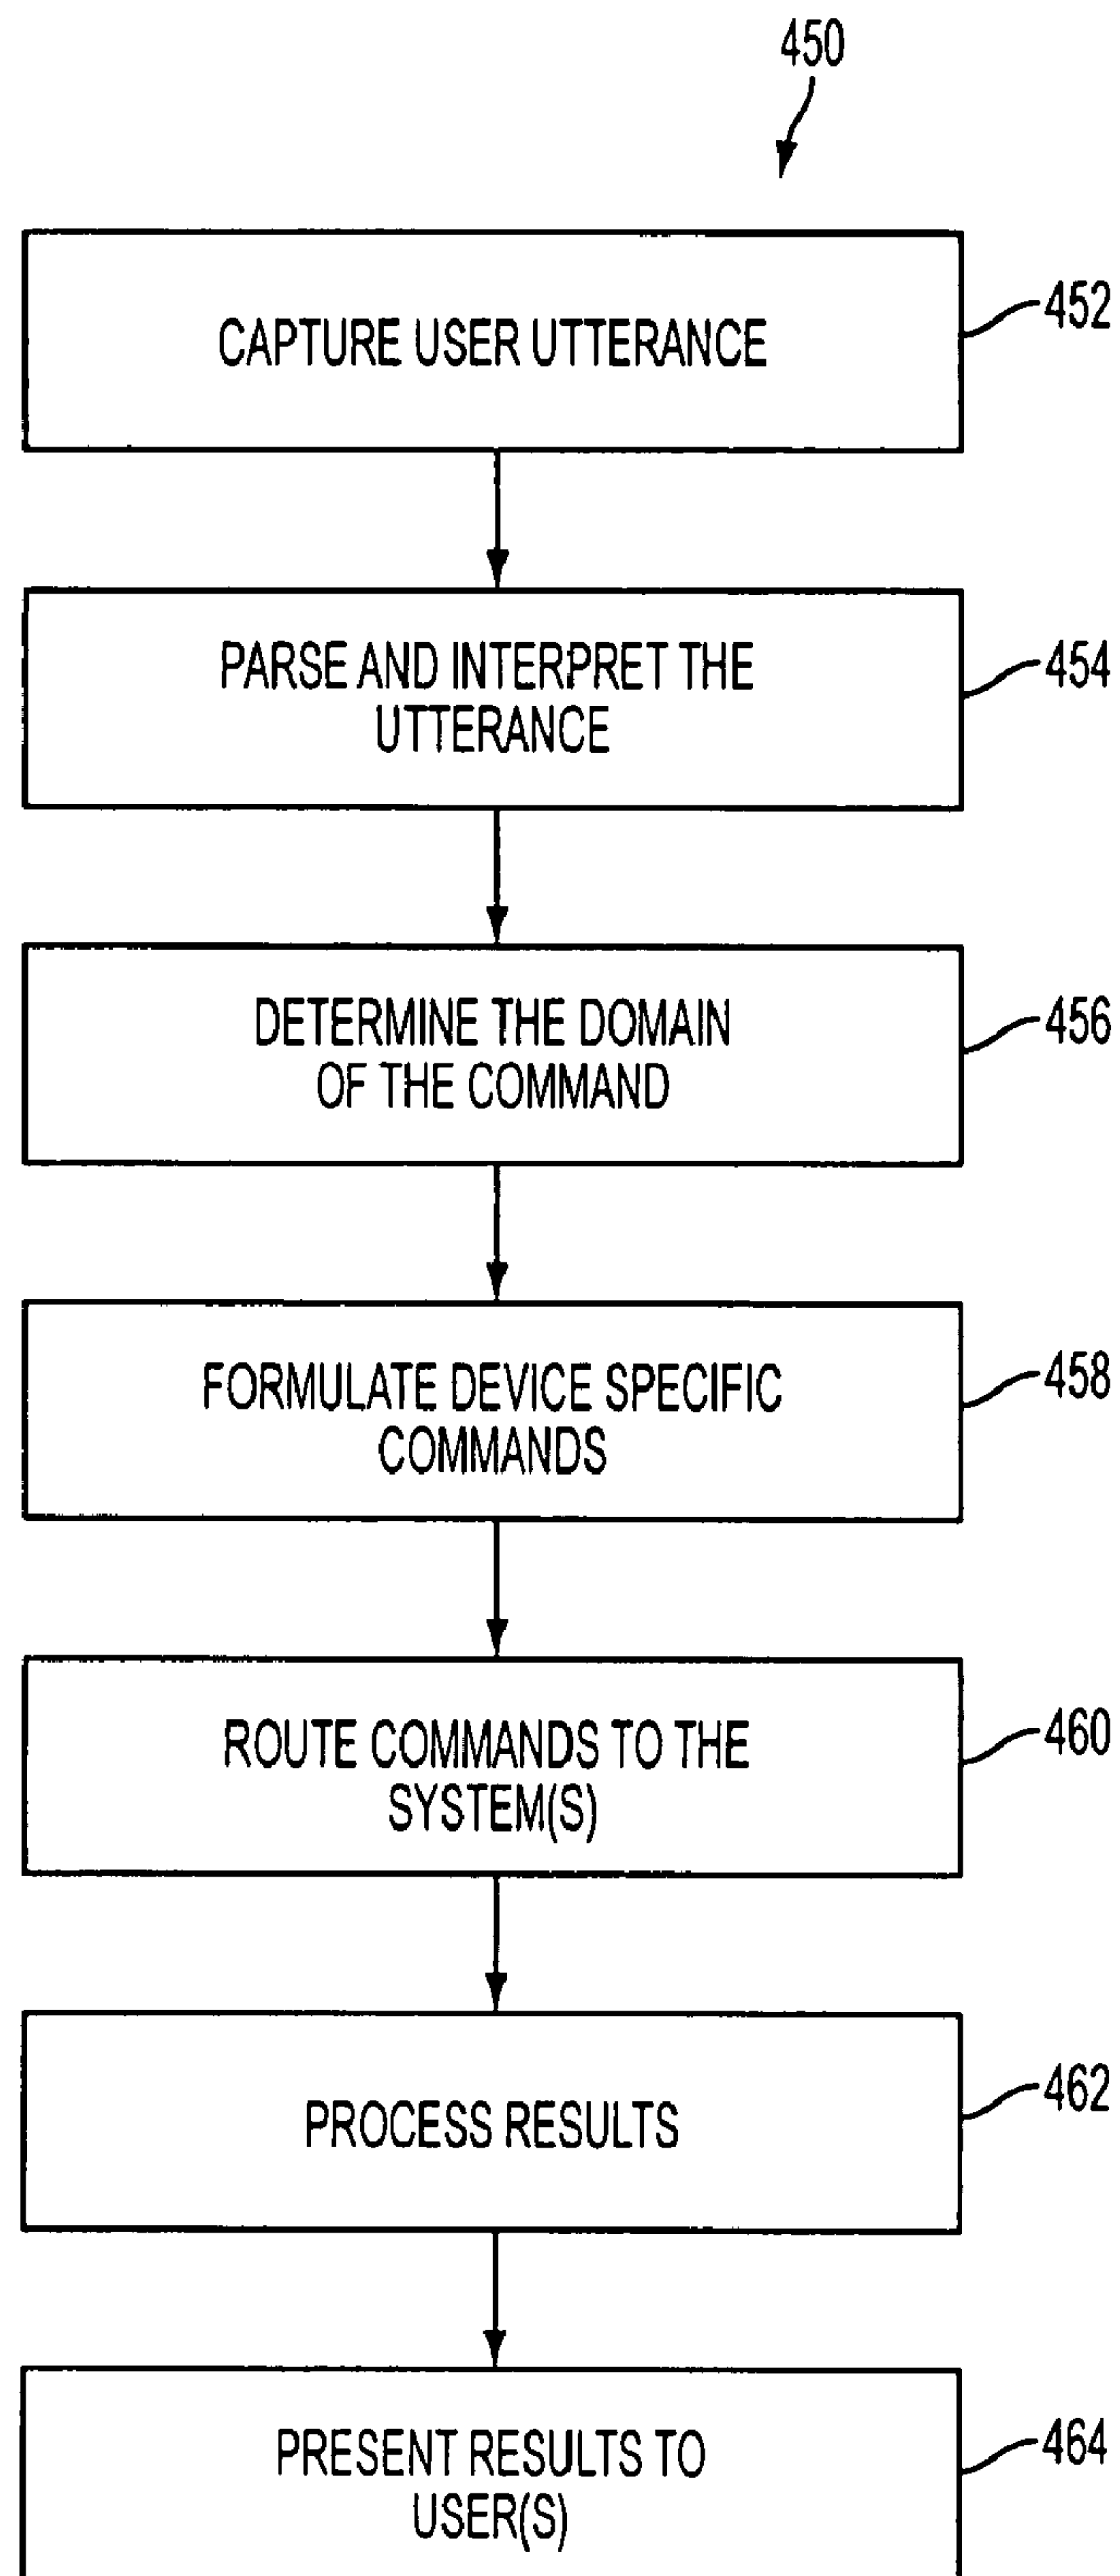 450
CAPTURE USER UTTERANCE
452
PARSE AND INTERPRET THE
UTTERANCE
454
DETERMINE THE DOMAIN
OF THE COMMAND
456
FORMULATE DEVICE SPECIFIC
COMMANDS
458
ROUTE COMMANDS TO THE
SYSTEM(S)
460
PROCESS RESULTS
462
PRESENT RESULTS TO
USER(S)
464